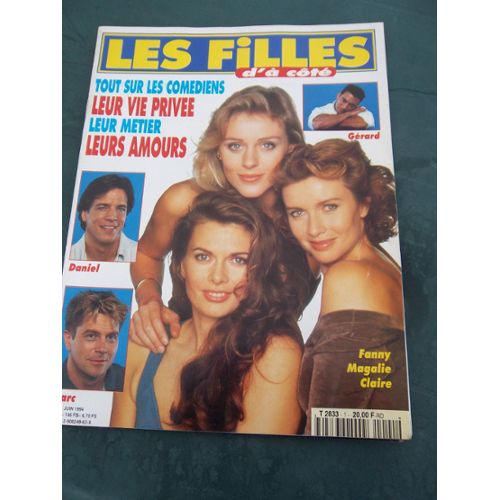 LES FiLLES
d'à côté
TOUT SUR LES COMEDIENS
LEUR VIE PRIVEE
LEUR METIER
LEURS AMOURS
Gérard
Daniel
arc
Fanny
Magalie
Claire
JUIN 1994
T 2833 - 1 - 20,00 F-RD